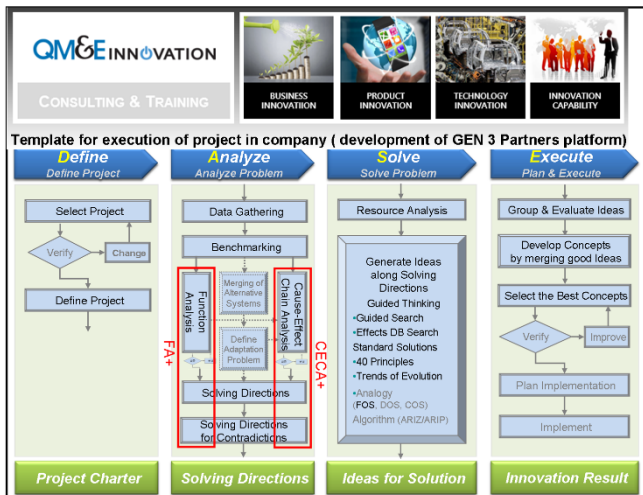 QM&E INNOVATION
CONSULTING & TRAINING
BUSINESS
INNOVATIION
PRODUCT
INNOVATION
TECHNOLOGY
INNOVATION
INNOVATION
CAPABILITY
Template for execution of project in company ( development of GEN 3 Partners platform)
Define
Define Project
Select Project
Verify
Change
Define Project
Project Charter
Analyze
Analyze Problem
Data Gathering
Benchmarking
Function
Analysis
Merging of
Alternative
Systems
Cause-Effect
Chain Analysis
Define
Adaptation
Problem
FA+
CECA+
Solving Directions
Solving Directions
for Contradictions
Solving Directions
Solve
Solve Problem
Resource Analysis
Generate Ideas
along Solving
Directions
Guided Thinking
•Guided Search
•Effects DB Search
Standard Solutions
•40 Principles
•Trends of Evolution
•Analogy
(FOS, DOS, COS)
Algorithm (ARIZ/ARIP)
Ideas for Solution
Execute
Plan & Execute
Group & Evaluate Ideas
Develop Concepts
by merging good Ideas
Select the Best Concepts
Verify
Improve
Plan Implementation
Implement
Innovation Result